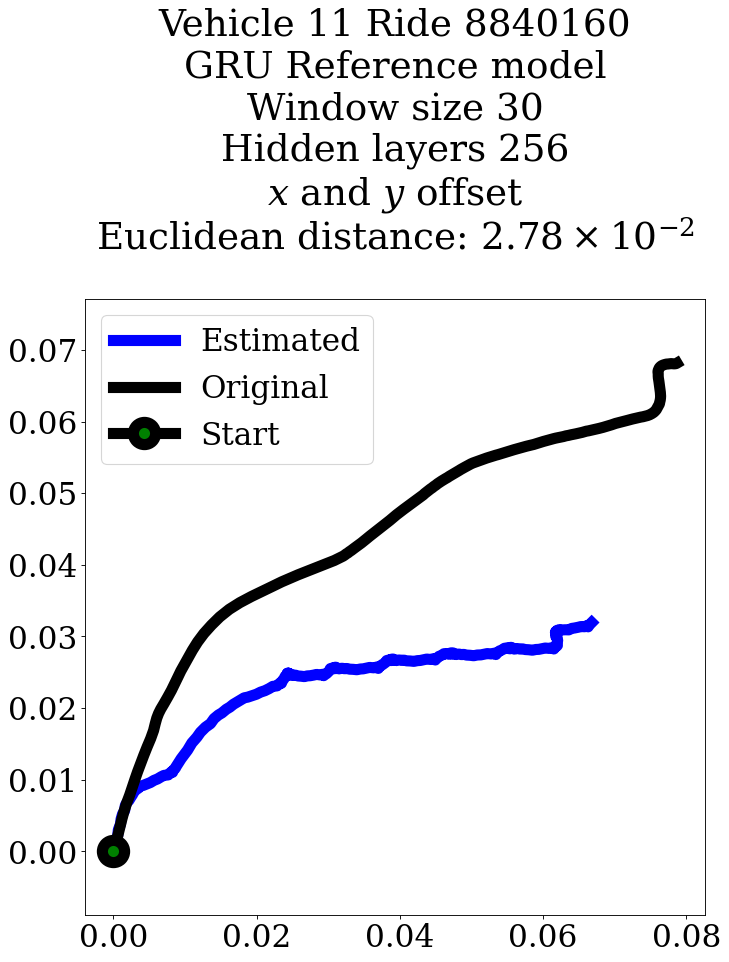 Vehicle 11 Ride 8840160
GRU Reference model
Window size 30
Hidden layers 256
x and y offset
Euclidean distance: 2.78 × 10⁻²
Estimated
Original
Start
0.07
0.06
0.05
0.04
0.03
0.02
0.01
0.00
0.00 0.02 0.04 0.06 0.08